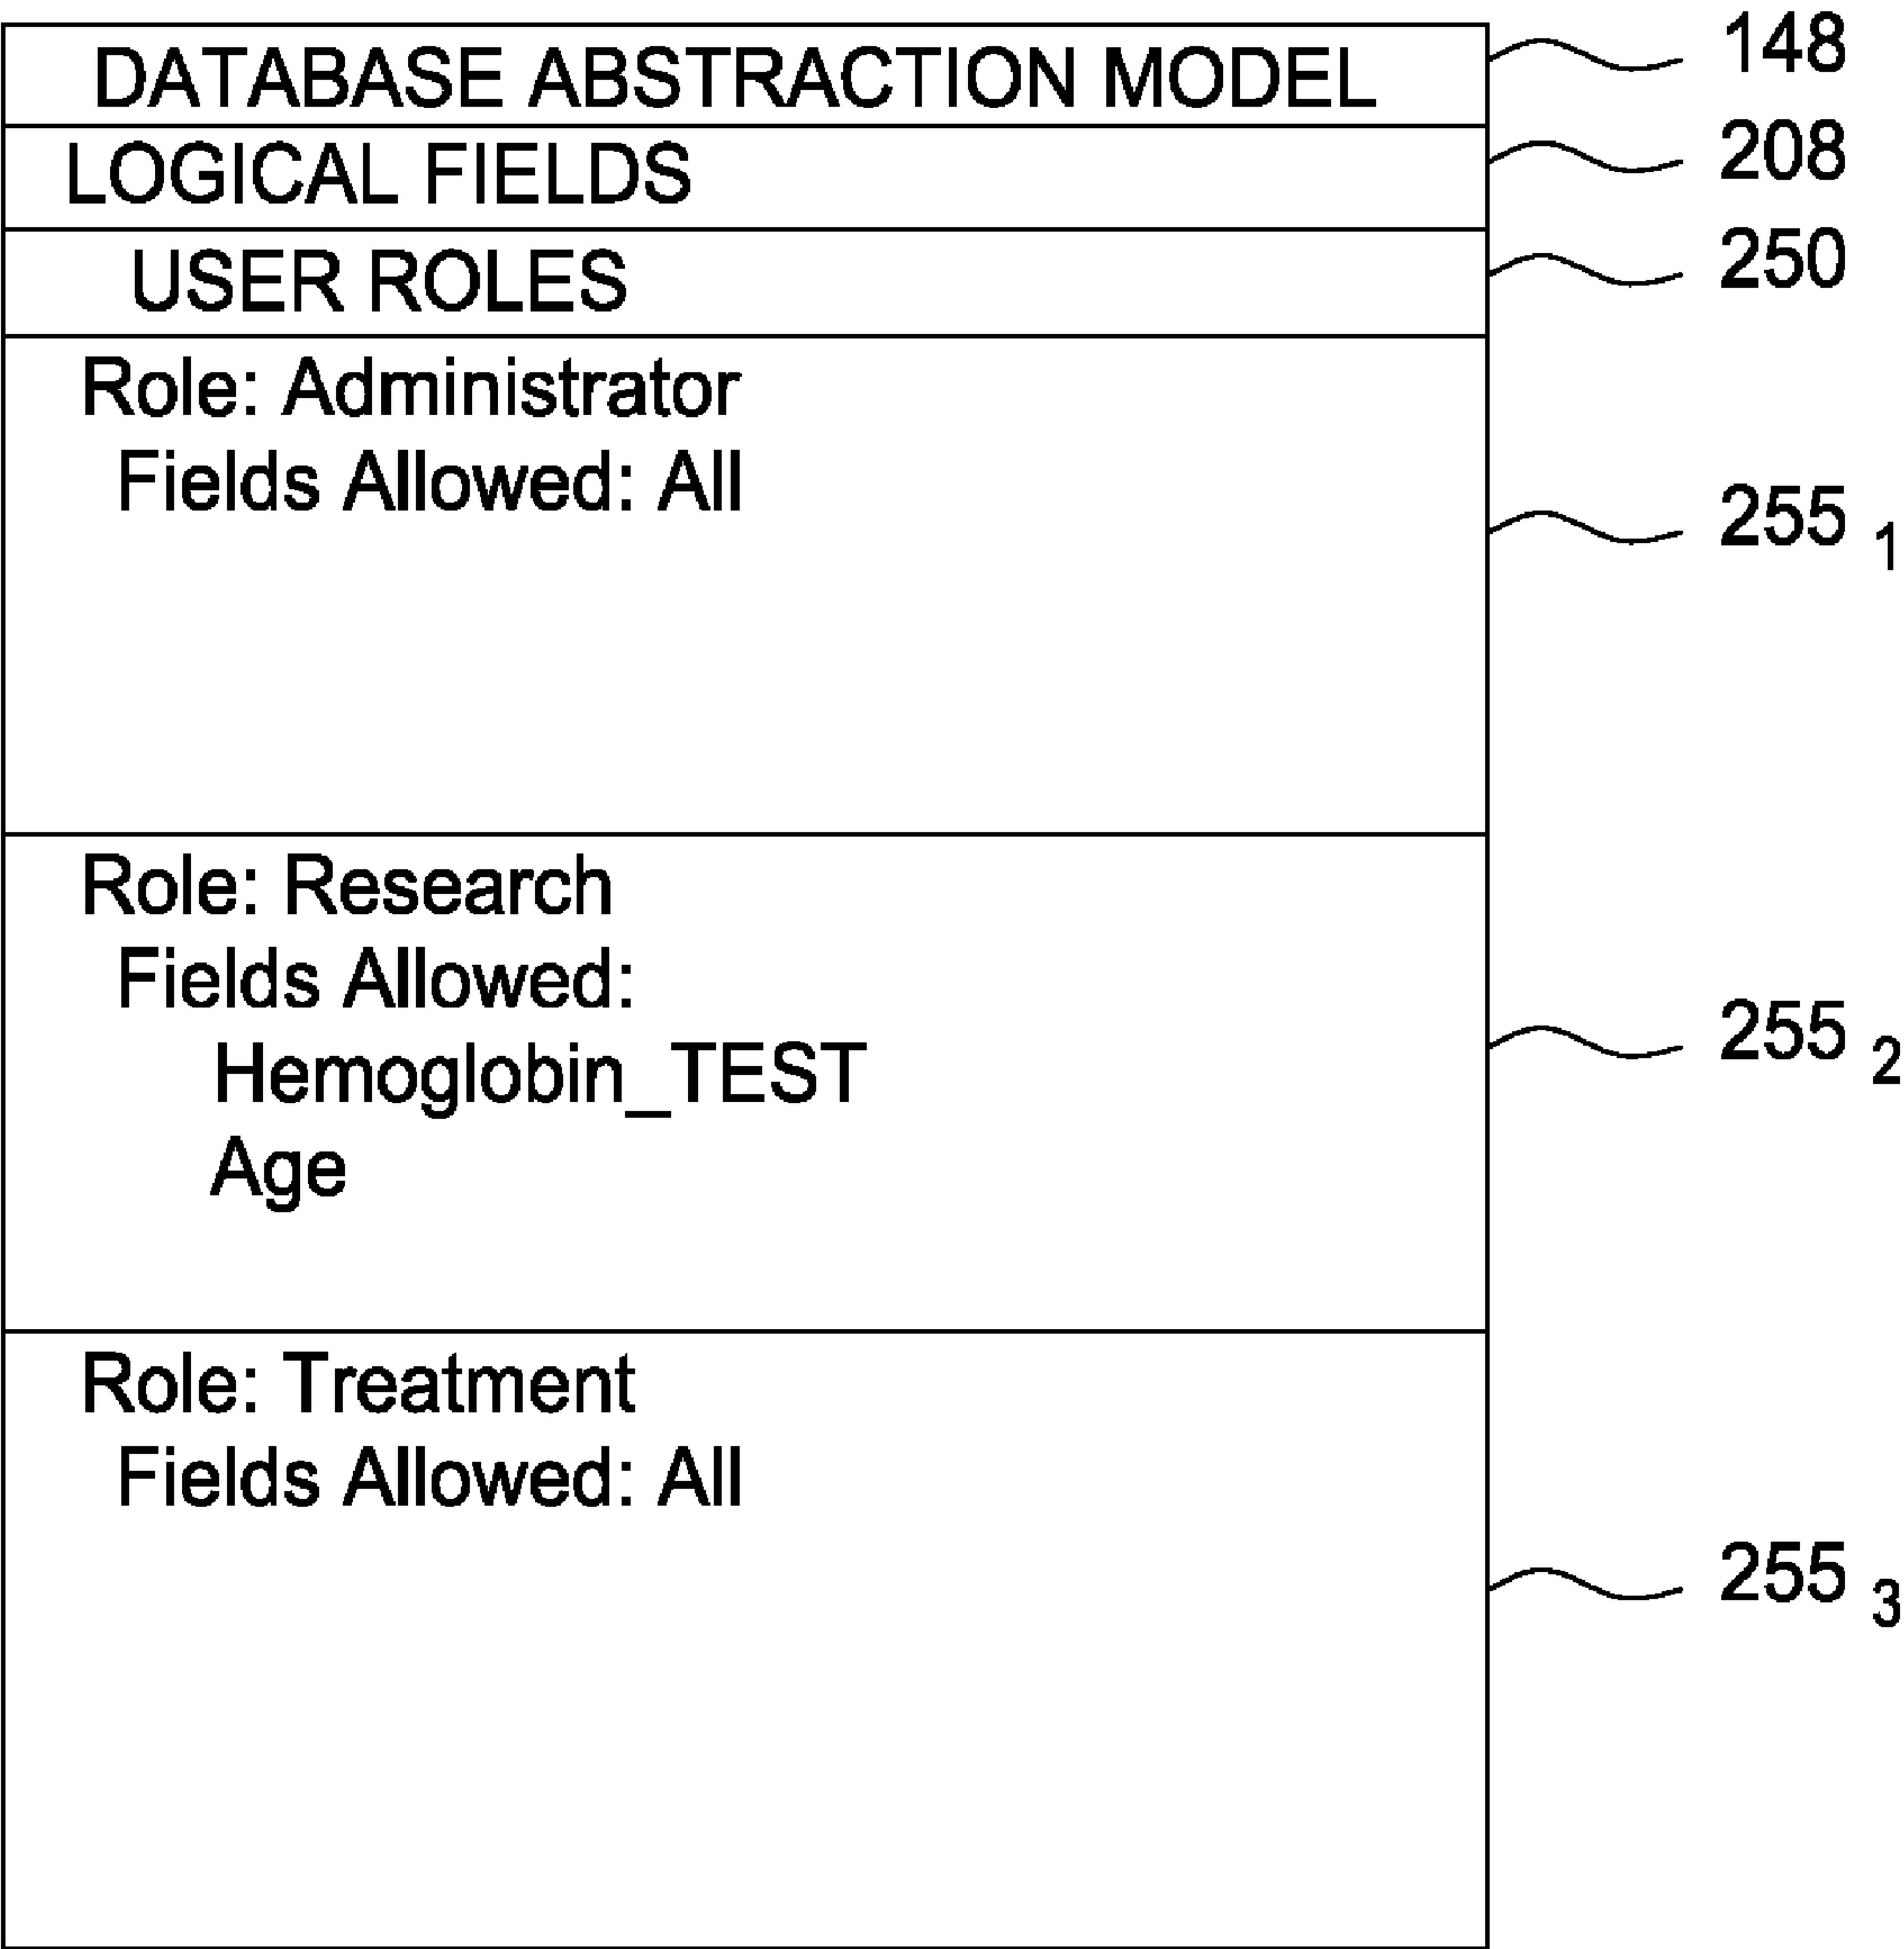 DATABASE ABSTRACTION MODEL 148
LOGICAL FIELDS 208
USER ROLES 250
Role: Administrator
Fields Allowed: All
255 1
Role: Research
Fields Allowed:
Hemoglobin_TEST
255 2
Age
Role: Treatment
Fields Allowed: All
255 3